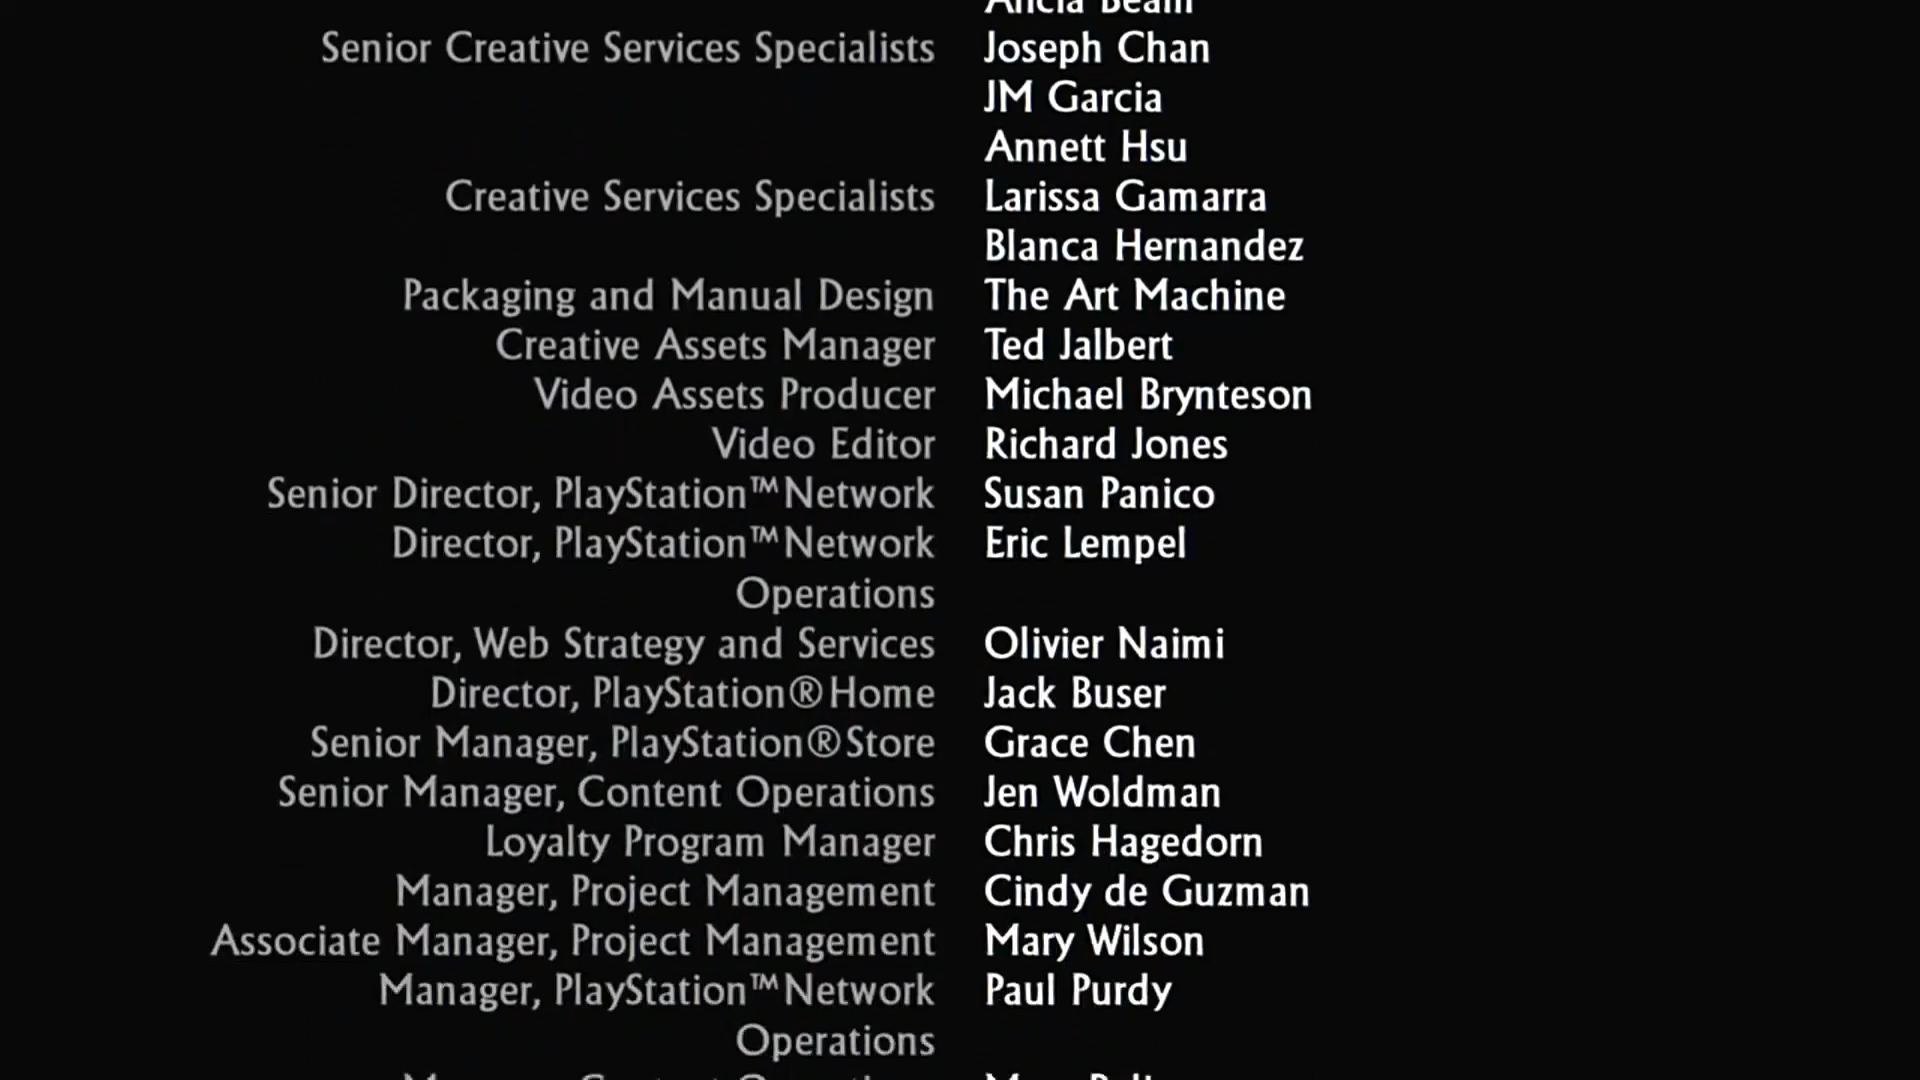 Alicia Beam
Senior Creative Services Specialists Joseph Chan
JM Garcia
Annett Hsu
Creative Services Specialists Larissa Gamarra
Blanca Hernandez
Packaging and Manual Design The Art Machine
Creative Assets Manager Ted Jalbert
Video Assets Producer Michael Brynteson
Video Editor Richard Jones
Senior Director, PlayStation™Network Susan Panico
Director, PlayStation™Network Eric Lempel
Operations
Director, Web Strategy and Services Olivier Naimi
Director, PlayStation®Home Jack Buser
Senior Manager, PlayStation®Store Grace Chen
Senior Manager, Content Operations Jen Woldman
Loyalty Program Manager Chris Hagedorn
Manager, Project Management Cindy de Guzman
Associate Manager, Project Management Mary Wilson
Manager, PlayStation™Network Paul Purdy
Operations